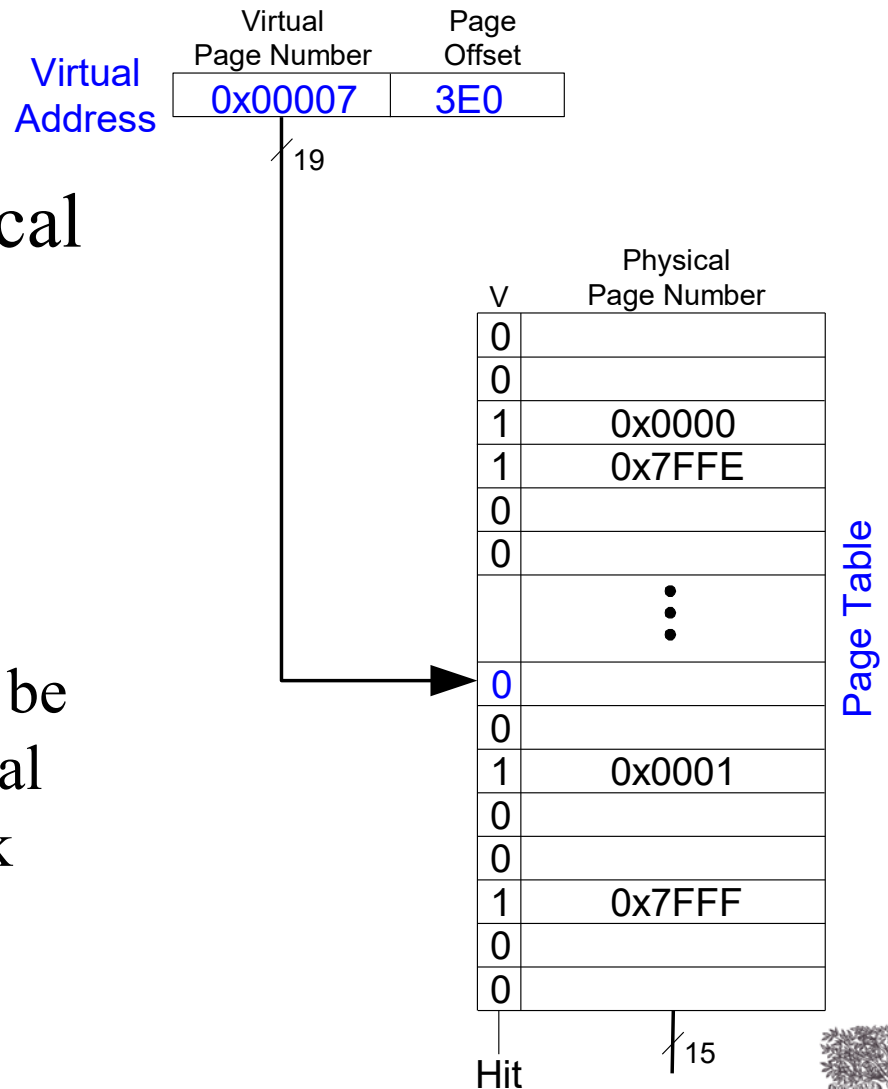 Virtual Page
Page Number Offset
Virtual
Address
0x00007 3E0
19
cal
Physical
V Page Number
0
0
1 0x0000
1 0x7FFE
0
0
0
0
1 0x0001
0
0
1 0x7FFF
0
0
Page Table
be
al
k
Hit
15